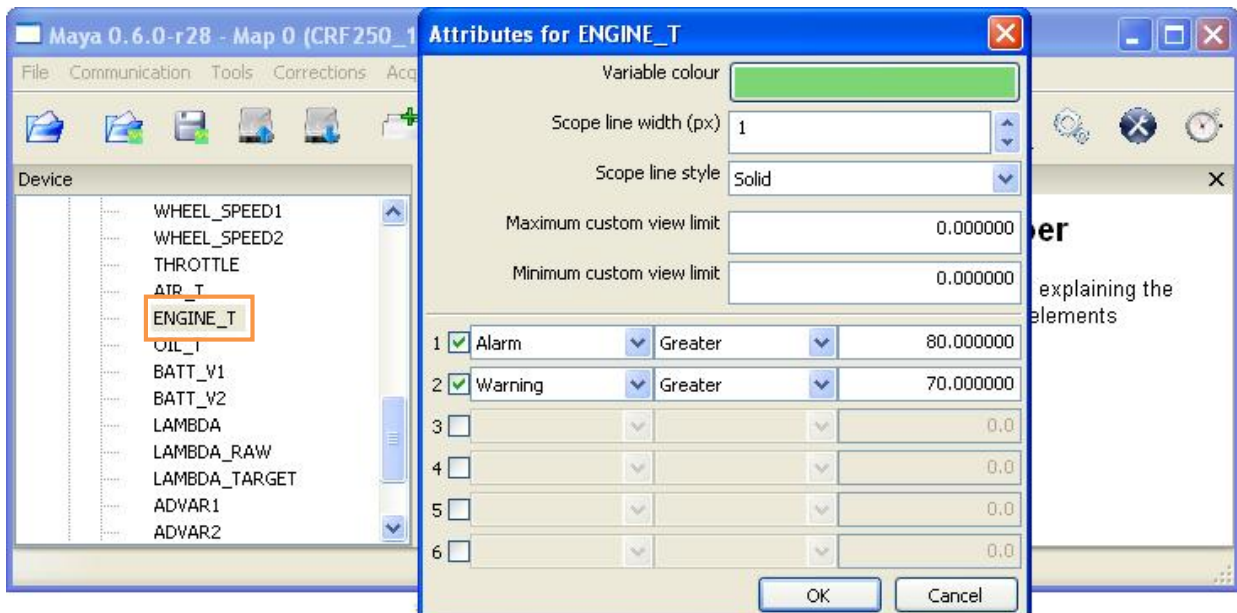 Maya 0.6.0-r28 - Map 0 (CRF250_1
File Communication Tools Corrections Acq
Device
WHEEL_SPEED1
WHEEL_SPEED2
THROTTLE
AIR_T
ENGINE_T
OIL_T
BATT_V1
BATT_V2
LAMBDA
LAMBDA_RAW
LAMBDA_TARGET
ADVAR1
ADVAR2
Attributes for ENGINE_T
Variable colour
Scope line width (px) 1
Scope line style Solid
Maximum custom view limit 0.000000
Minimum custom view limit 0.000000
1 Alarm Greater 80.000000
2 Warning Greater 70.000000
3 0.0
4 0.0
5 0.0
6 0.0
OK Cancel
er
explaining the
elements